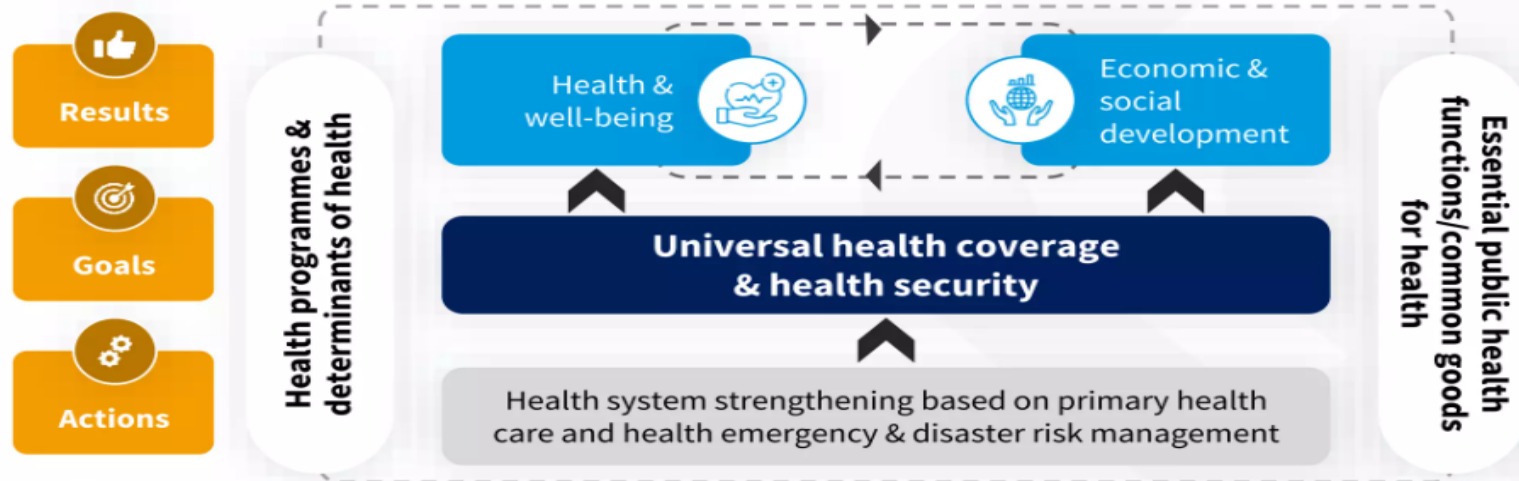 Results
Goals
Actions
Health programmes &
determinants of health
Health &
well-being
Economic &
social
development
Universal health coverage
& health security
Health system strengthening based on primary health
care and health emergency & disaster risk management
Essential public health
functions/common goods
for health